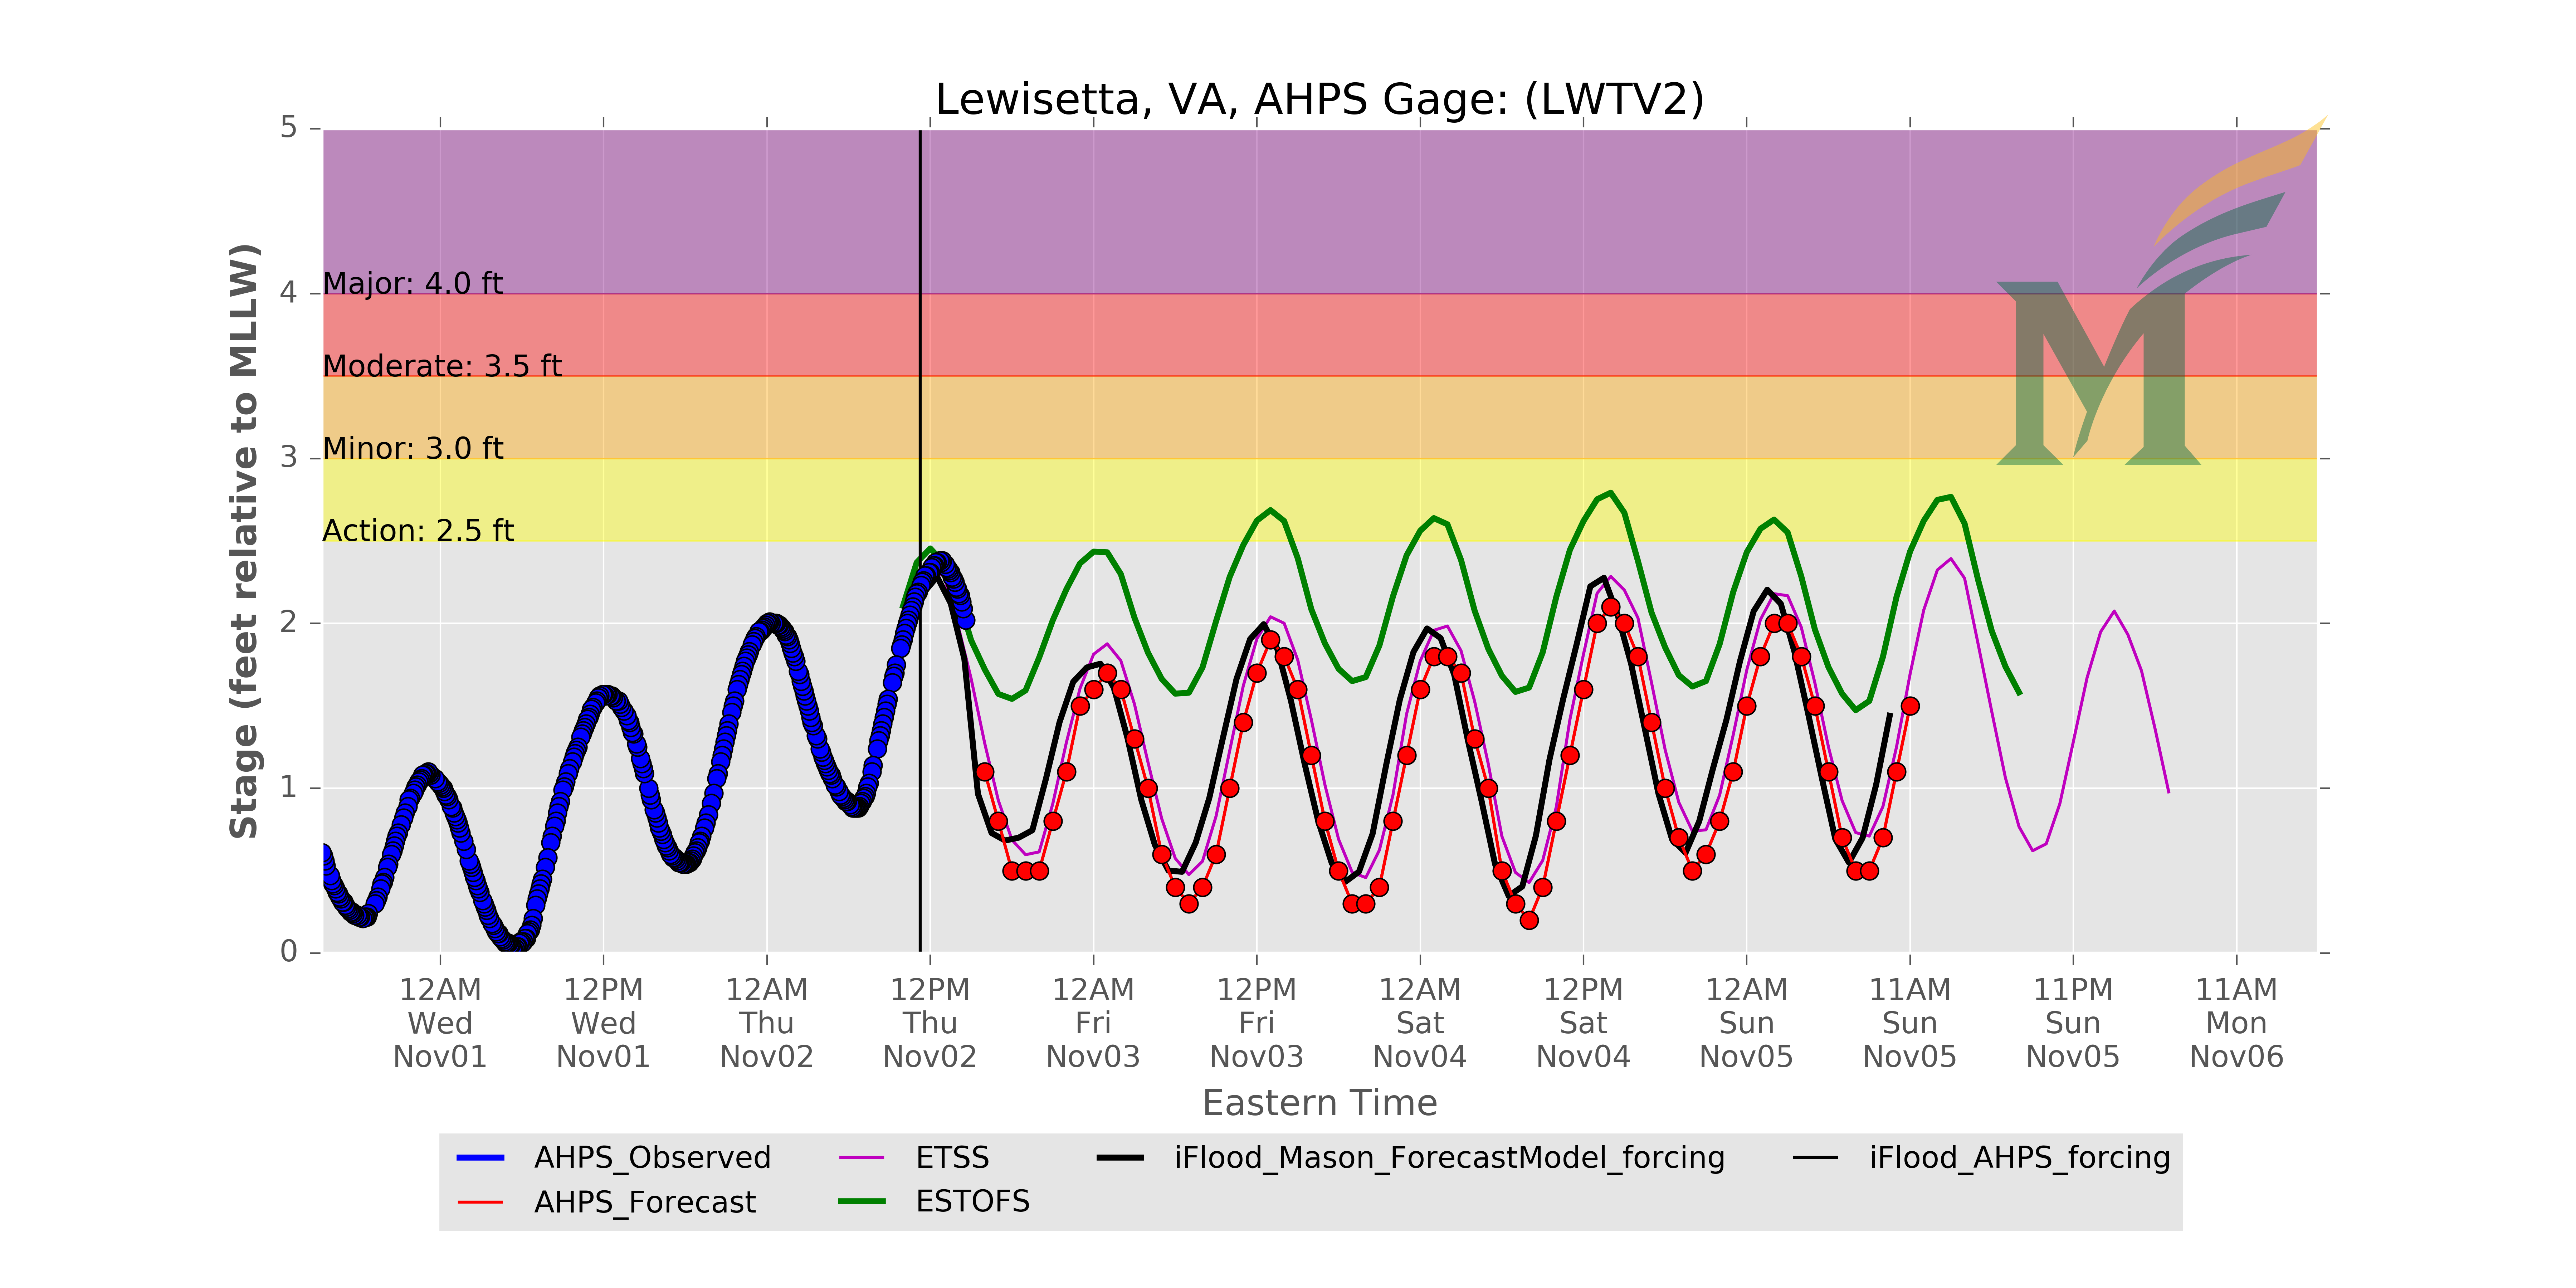 Lewisetta, VA, AHPS Gage: (LWTV2)
Stage (feet relative to MLLW)
5
4
3
2
1
0
Major: 4.0 ft
Moderate: 3.5 ft
Minor: 3.0 ft
Action: 2.5 ft
12AM 12PM 12AM 12PM 12AM 12PM 12AM 12PM 12AM 11AM 11PM 11AM
Wed Wed Thu Thu Fri Fri Sat Sat Sun Sun Sun Mon
Nov01 Nov01 Nov02 Nov02 Nov03 Nov03 Nov04 Nov04 Nov05 Nov05 Nov05 Nov06
Eastern Time
AHPS_Observed ETSS iFlood_Mason_ForecastModel_forcing iFlood_AHPS_forcing
AHPS_Forecast ESTOFS
M